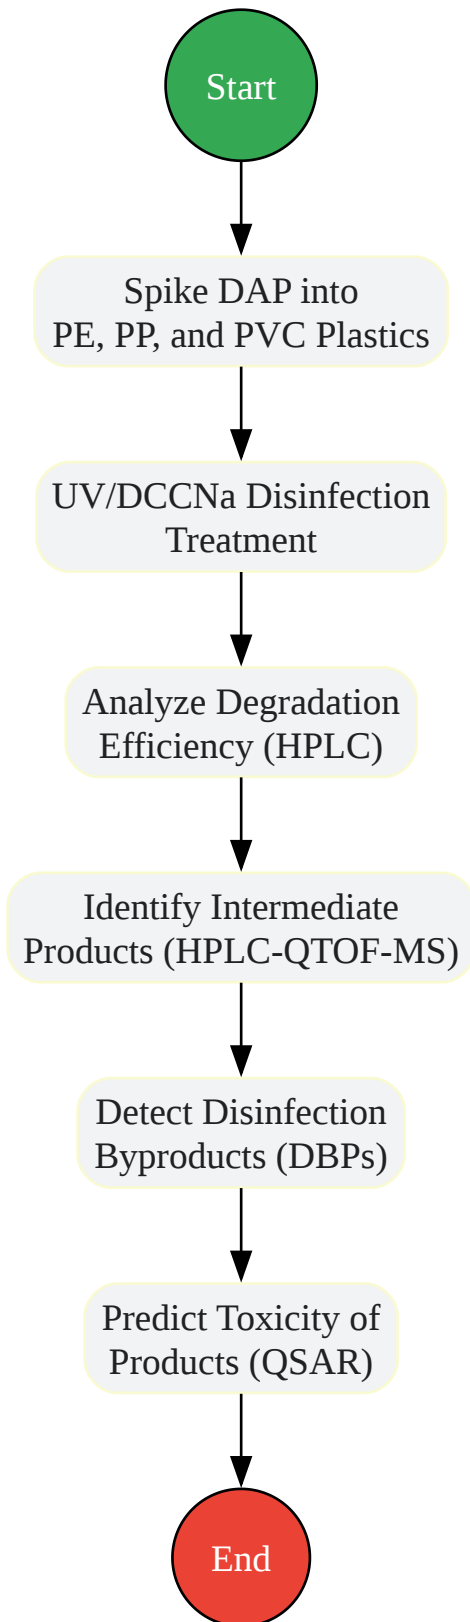 Start
Spike DAP into
PE, PP, and PVC Plastics
UV/DCCNa Disinfection
Treatment
Analyze Degradation
Efficiency (HPLC)
Identify Intermediate
Products (HPLC-QTOF-MS)
Detect Disinfection
Byproducts (DBPs)
Predict Toxicity of
Products (QSAR)
End